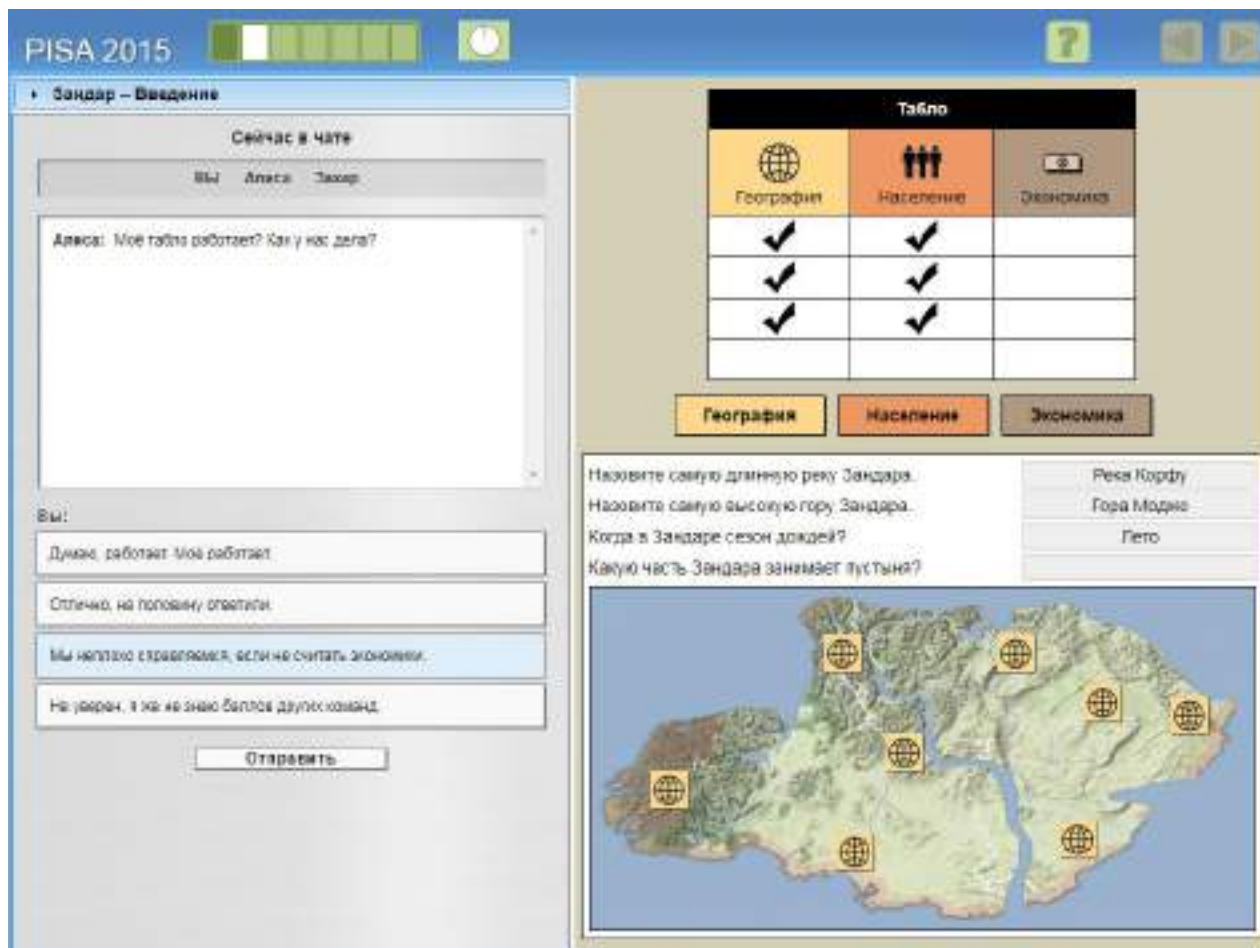 PISA 2015
?
Зандар – Введение
Сейчас в чате
Вы Алиса Захар
Алиса: Моё табло работает? Как у нас дела?
Вы:
Думаю, работает. Моё работает.
Отлично, на половину ответили.
Мы неплохо справляемся, если не считать экономики.
Не уверен, я же не знаю баллов других команд.
Отправить
Табло
География Население Экономика
География Население Экономика
Назовите самую длинную реку Зандара. Река Корфу
Назовите самую высокую гору Зандара. Гора Модно
Когда в Зандаре сезон дождей? Лето
Какую часть Зандара занимает пустыня?